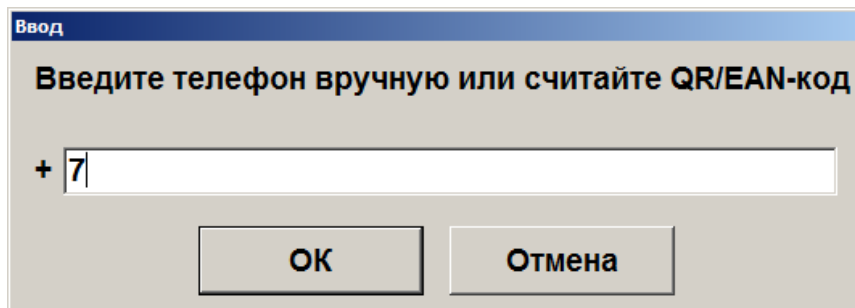 Ввод
Введите телефон вручную или считайте QR/EAN-код
+ 7
ОК
Отмена